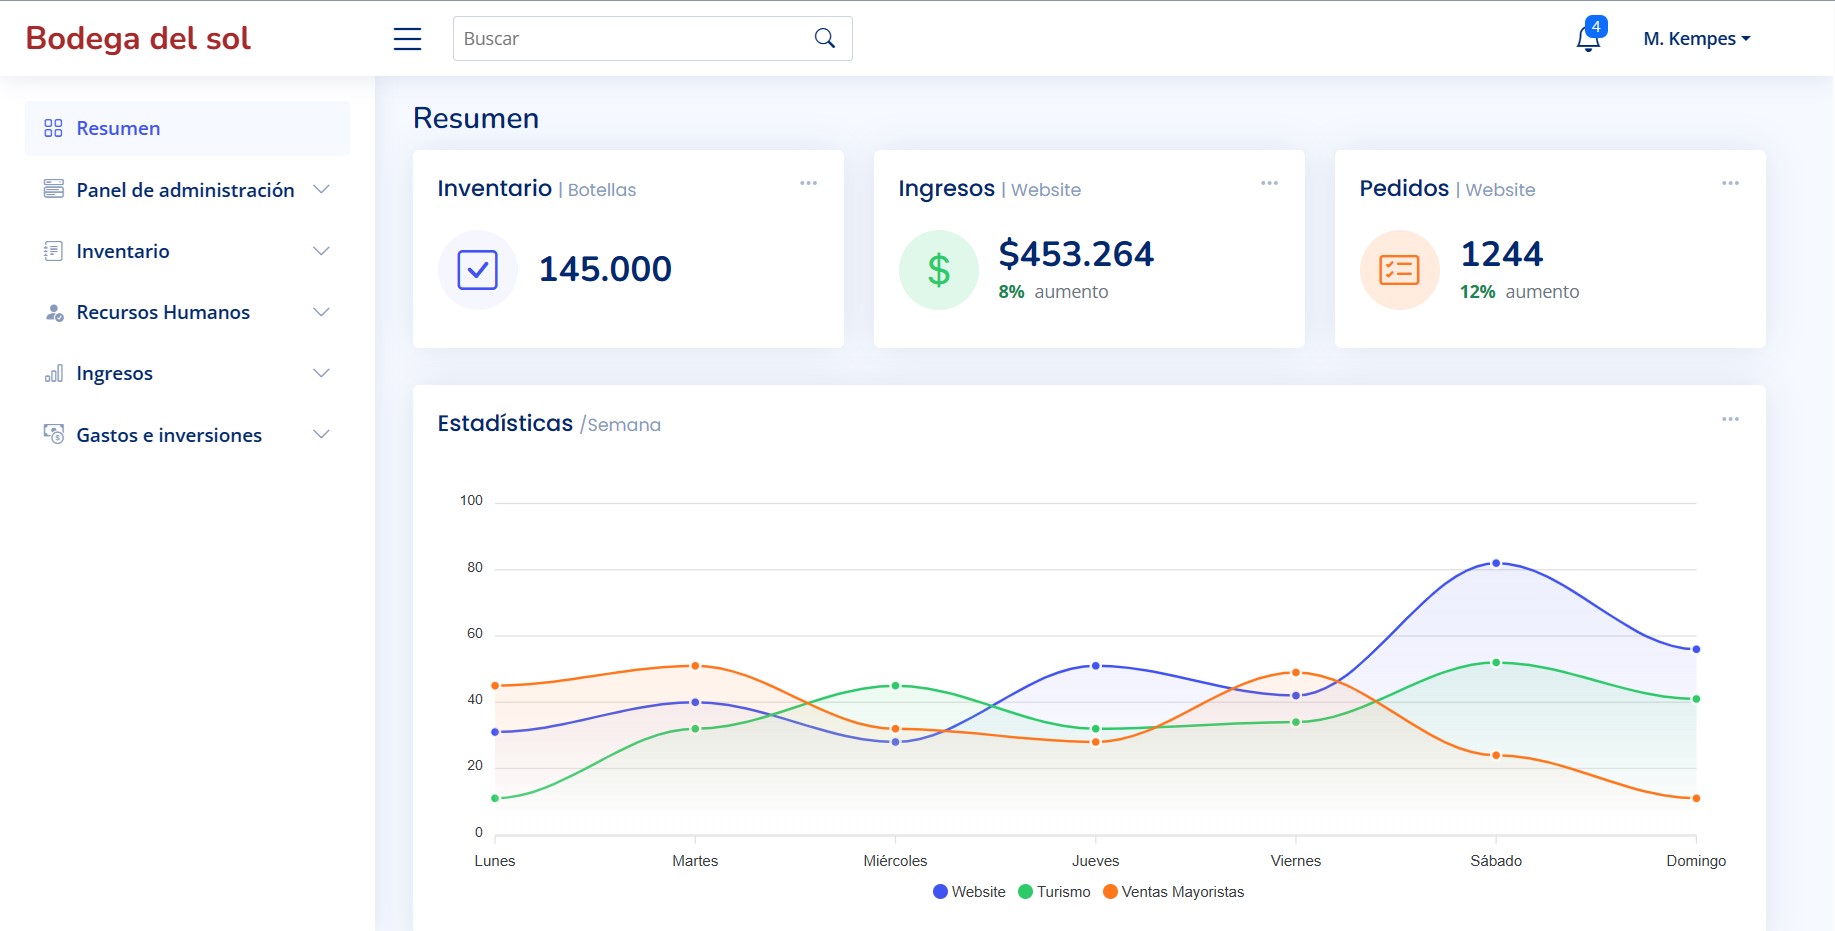 Bodega del sol
Buscar
4
M. Kempes
Resumen
Panel de administración
Inventario
Recursos Humanos
Ingresos
Gastos e inversiones
Resumen
Inventario | Botellas
145.000
Ingresos | Website
$
$453.264
8% aumento
Pedidos | Website
1244
12% aumento
Estadísticas /Semana
100
80
60
40
20
0
Lunes Martes Miércoles Jueves Viernes Sábado Domingo
Website Turismo Ventas Mayoristas